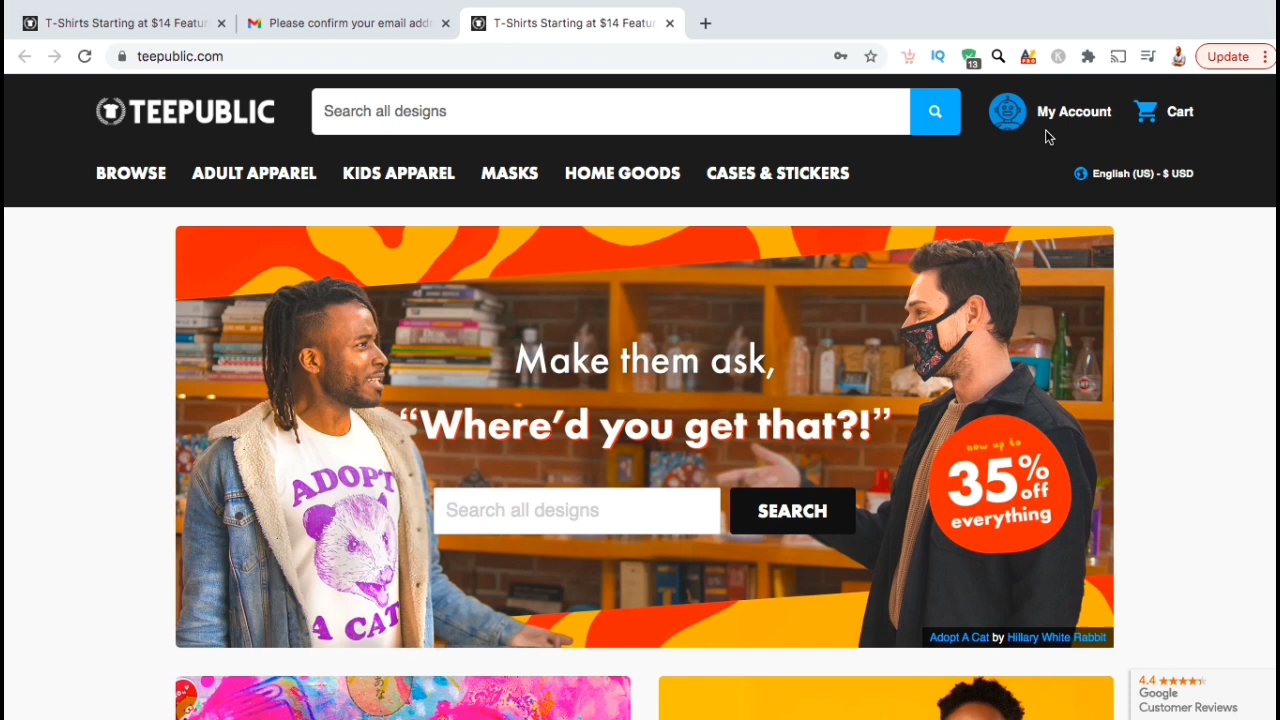 T-Shirts Starting at $14 Featur
Please confirm your email addr
T-Shirts Starting at $14 Featur
teepublic.com
IQ
13
PRO
K
Update
TEEPUBLIC
Search all designs
My Account
Cart
BROWSE
ADULT APPAREL
KIDS APPAREL
MASKS
HOME GOODS
CASES & STICKERS
English (US) - $ USD
Make them ask,
“Where’d you get that?!”
ADOPT
A CAT
Search all designs
SEARCH
now up to
35% off
everything
Adopt A Cat by Hillary White Rabbit
4.4
Google
Customer Reviews